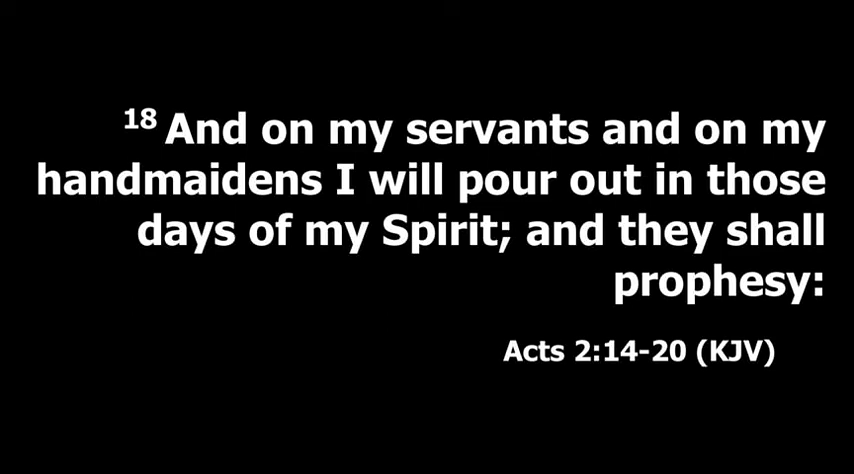 18 And on my servants and on my
handmaidens I will pour out in those
days of my Spirit; and they shall
prophesy:
Acts 2:14-20 (KJV)